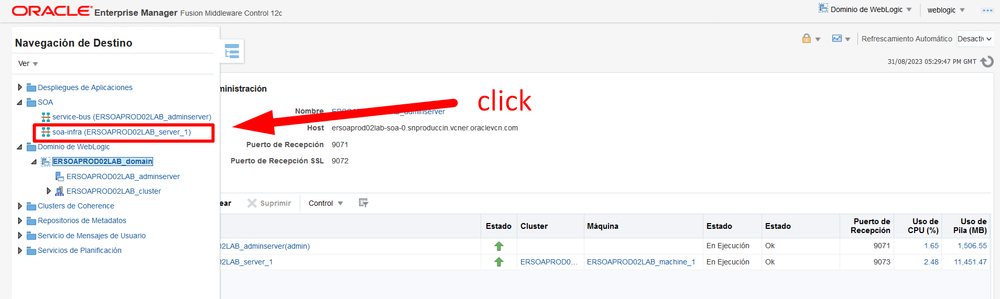 ORACLE Enterprise Manager Fusion Middleware Control 12c
Dominio de WebLogic
weblogic
Navegación de Destino
Ver
Despliegues de Aplicaciones
SOA
service-bus (ERSOAPROD02LAB_adminserver)
soa-infra (ERSOAPROD02LAB_server_1)
Dominio de WebLogic
ERSOAPROD02LAB_domain
ERSOAPROD02LAB_adminserver
ERSOAPROD02LAB_cluster
Clusters de Coherence
Repositorios de Metadatos
Servicio de Mensajes de Usuario
Servicios de Planificación
Refrescamiento Automático
31/08/2023 05:29:47 PM GMT
ministración
click
Nombre
Host ersoaprod02lab-soa-0.snproduccin.vcner.oraclevcn.com
Puerto de Recepción 9071
Puerto de Recepción SSL 9072
ear Suprimir Control
Estado Cluster Máquina Estado Estado Puerto de Recepción Uso de CPU (%) Uso de Pila (MB)
02LAB_adminserver(admin) En Ejecución Ok 9071 1.65 1,506.55
02LAB_server_1 ERSOAPROD0... ERSOAPROD02LAB_machine_1 En Ejecución Ok 9073 2.48 11,451.47